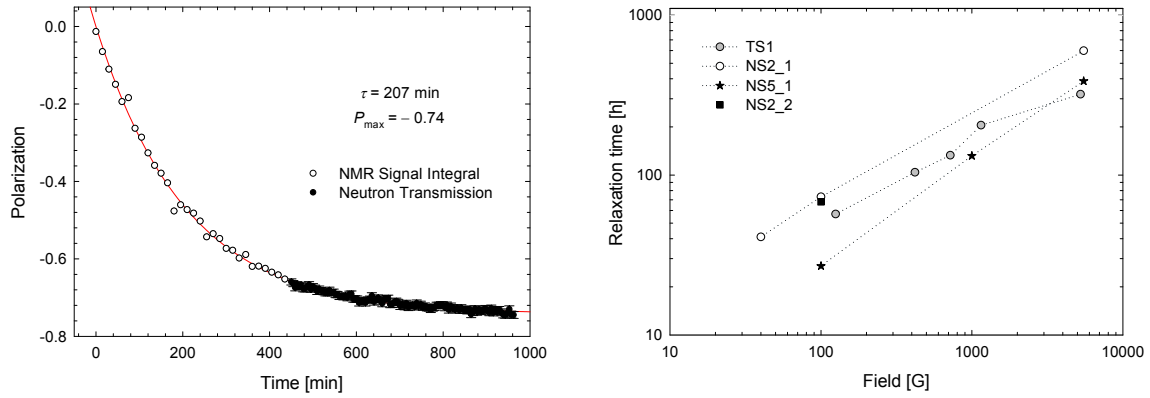 0.0
-0.2
-0.4
-0.6
-0.8
Polarization
τ = 207 min
P_max = − 0.74
NMR Signal Integral
Neutron Transmission
0 200 400 600 800 1000
Time [min]
1000
100
10
Relaxation time [h]
TS1
NS2_1
NS5_1
NS2_2
10 100 1000 10000
Field [G]